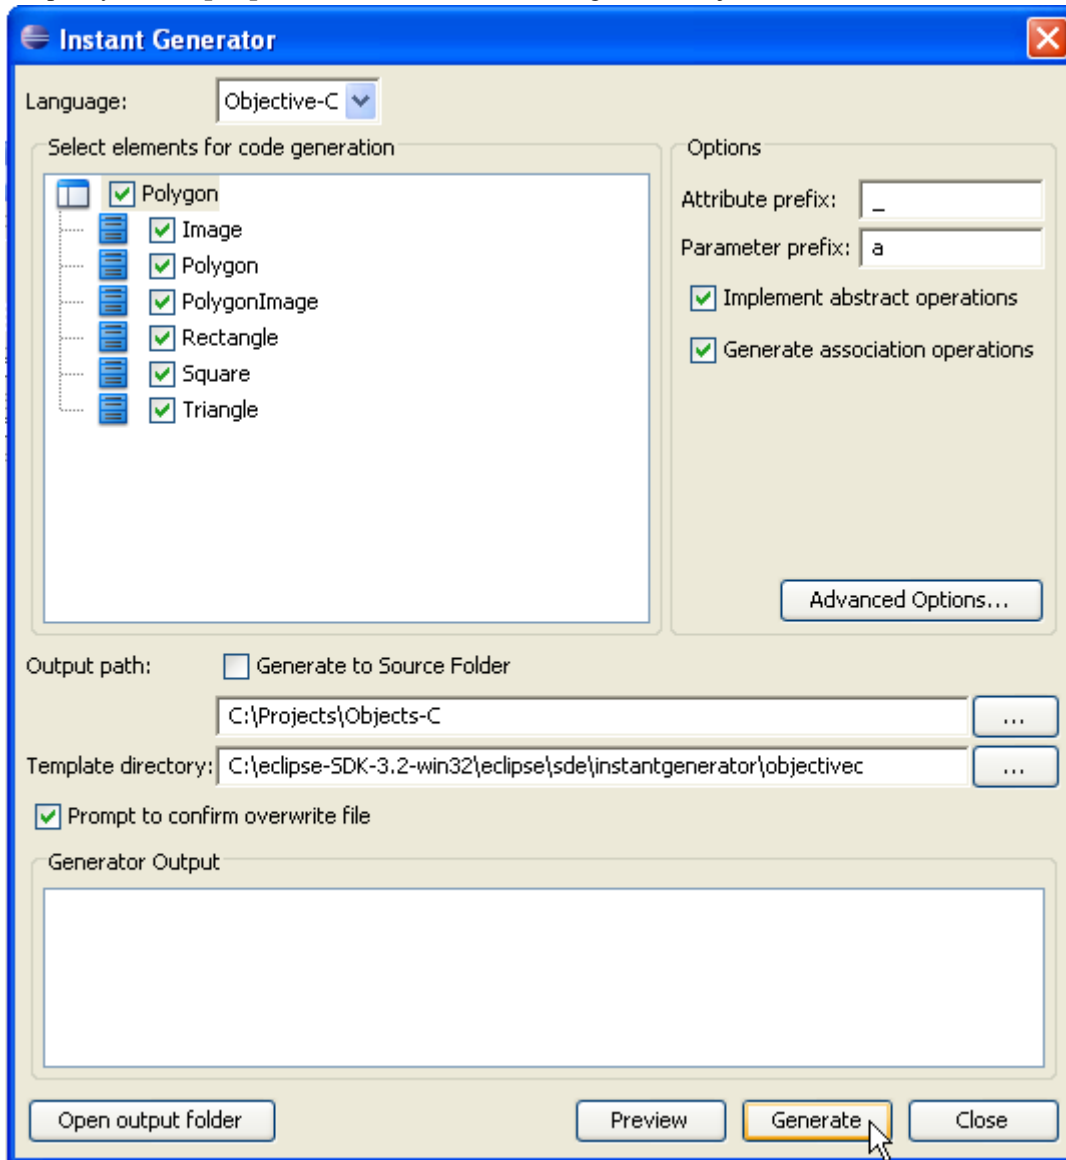 Instant Generator
Language: Objective-C
Select elements for code generation
Polygon
Image
Polygon
PolygonImage
Rectangle
Square
Triangle
Options
Attribute prefix: _
Parameter prefix: a
Implement abstract operations
Generate association operations
Advanced Options...
Output path: Generate to Source Folder
C:\Projects\Objects-C ...
Template directory: C:\eclipse-SDK-3.2-win32\eclipse\sde\instantgenerator\objectivec ...
Prompt to confirm overwrite file
Generator Output
Open output folder Preview Generate Close